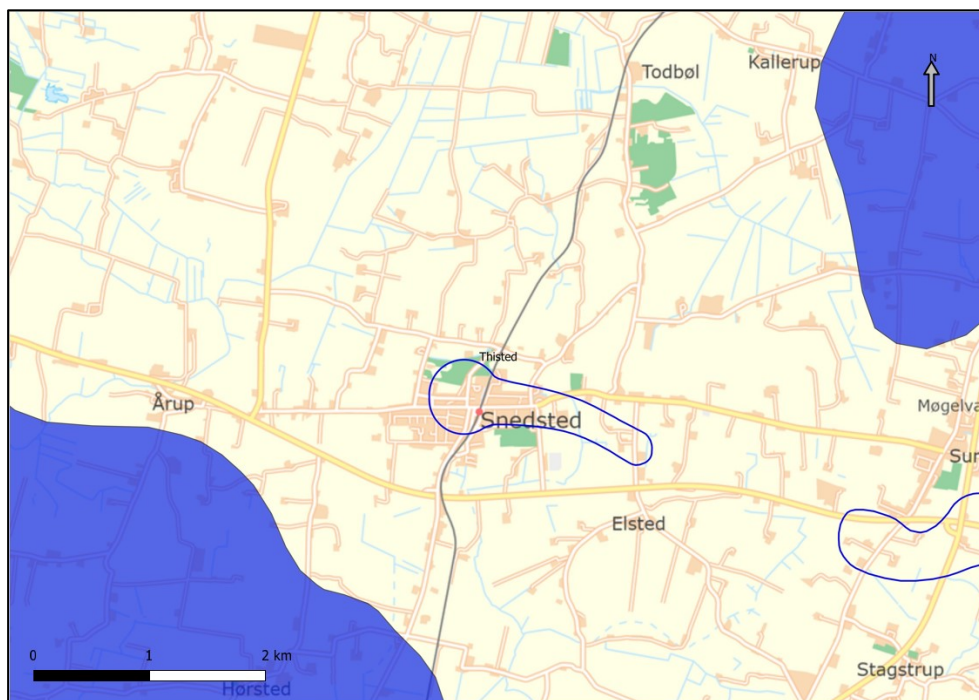 Kallerup
Todbøl
N
Thisted
Årup
Snedsted
Møgelva
Sur
Elsted
Stagstrup
Hørsted
0 1 2 km